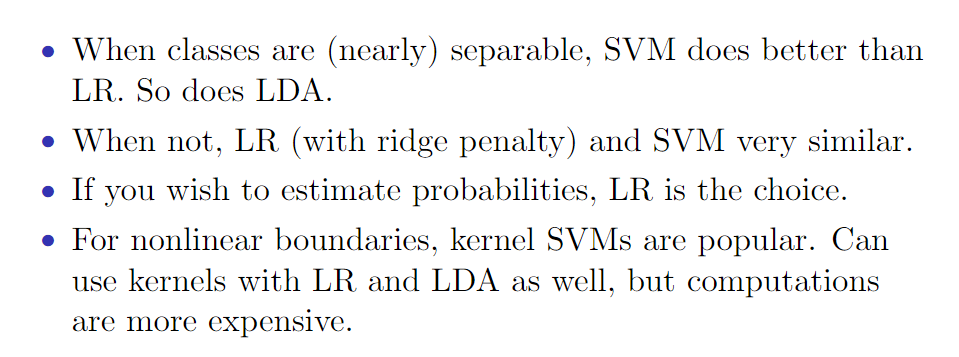 • When classes are (nearly) separable, SVM does better than
LR. So does LDA.
• When not, LR (with ridge penalty) and SVM very similar.
• If you wish to estimate probabilities, LR is the choice.
• For nonlinear boundaries, kernel SVMs are popular. Can
use kernels with LR and LDA as well, but computations
are more expensive.